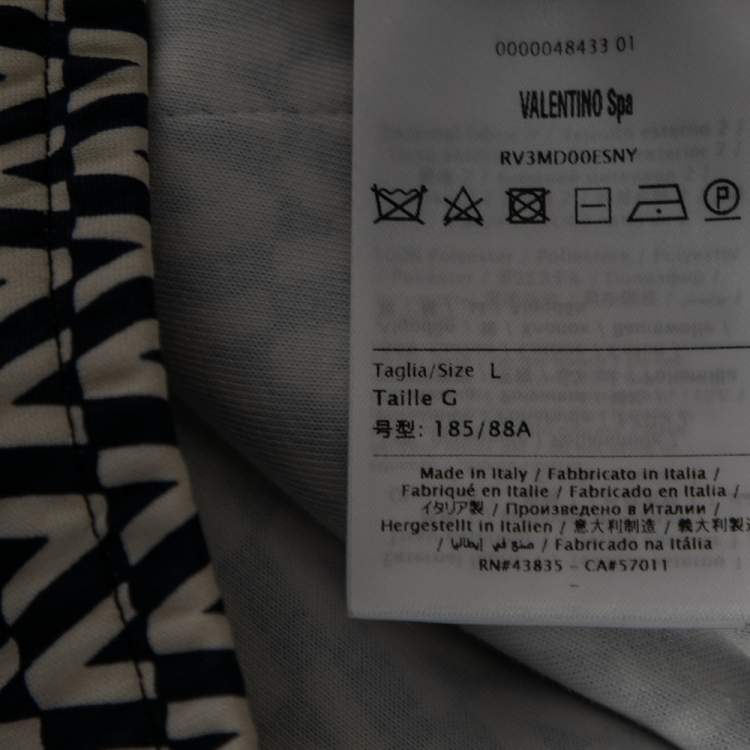 0000048433 01
VALENTINO Spa
RV3MD00ESNY
P
Taglia/Size L
Taille G
号型: 185/88A
Made in Italy / Fabbricato in Italia /
Fabriqué en Italie / Fabricado en Italia /
イタリア製 / Произведено в Италии /
Hergestellt in Italien / 意大利制造 / 義大利製造
/ صنع في إيطاليا / Fabricado na Itália
RN#43835 - CA#57011